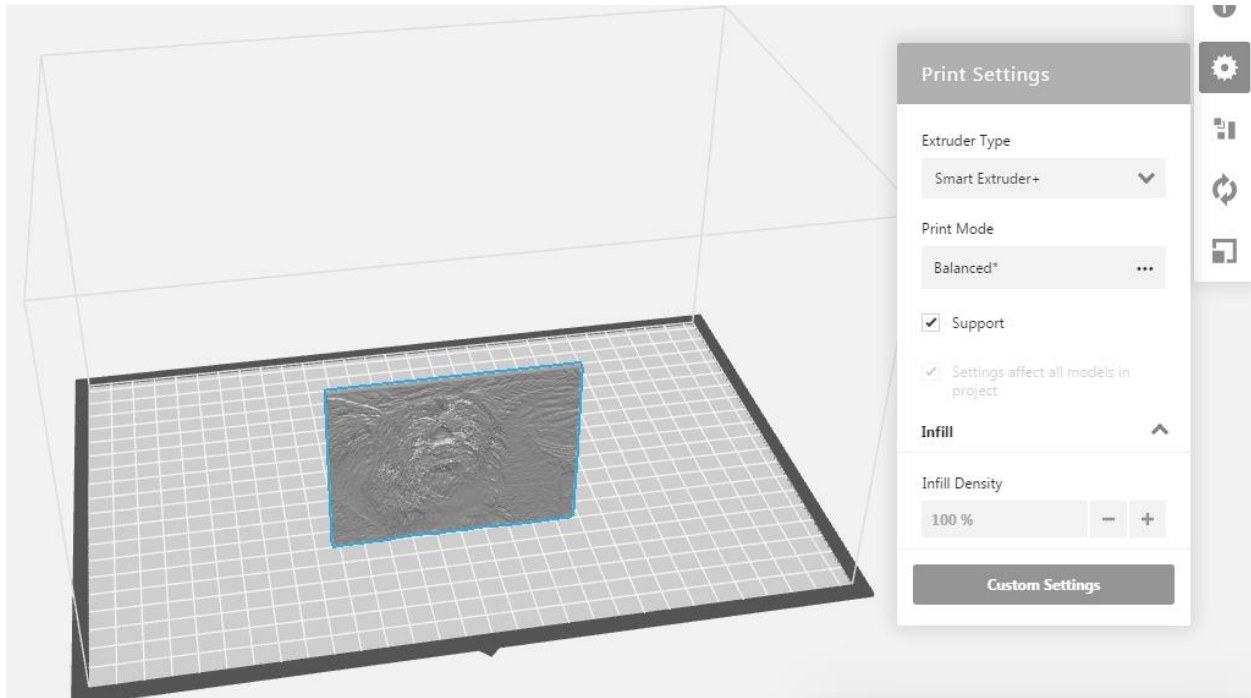 Print Settings
Extruder Type
Smart Extruder+
Print Mode
Balanced*
Support
Settings affect all models in
project
Infill
Infill Density
100 %
Custom Settings